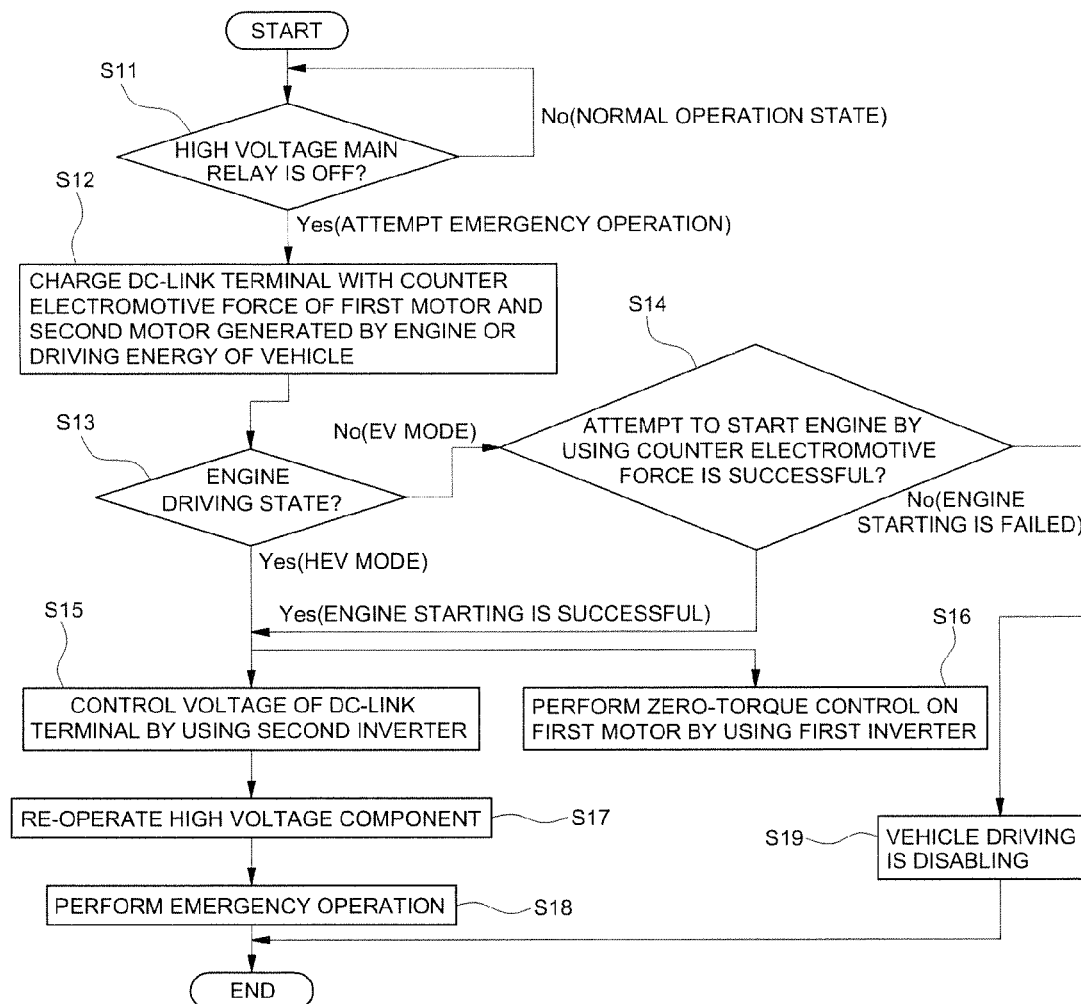 START
S11
No(NORMAL OPERATION STATE)
HIGH VOLTAGE MAIN
RELAY IS OFF?
S12
Yes(ATTEMPT EMERGENCY OPERATION)
CHARGE DC-LINK TERMINAL WITH COUNTER
ELECTROMOTIVE FORCE OF FIRST MOTOR AND
SECOND MOTOR GENERATED BY ENGINE OR
DRIVING ENERGY OF VEHICLE
S14
S13
No(EV MODE)
ATTEMPT TO START ENGINE BY
USING COUNTER ELECTROMOTIVE
FORCE IS SUCCESSFUL?
ENGINE
DRIVING STATE?
No(ENGINE
STARTING IS FAILED)
Yes(HEV MODE)
Yes(ENGINE STARTING IS SUCCESSFUL)
S15
S16
CONTROL VOLTAGE OF DC-LINK
TERMINAL BY USING SECOND INVERTER
PERFORM ZERO-TORQUE CONTROL ON
FIRST MOTOR BY USING FIRST INVERTER
RE-OPERATE HIGH VOLTAGE COMPONENT
S17
S19
VEHICLE DRIVING
IS DISABLING
PERFORM EMERGENCY OPERATION
S18
END